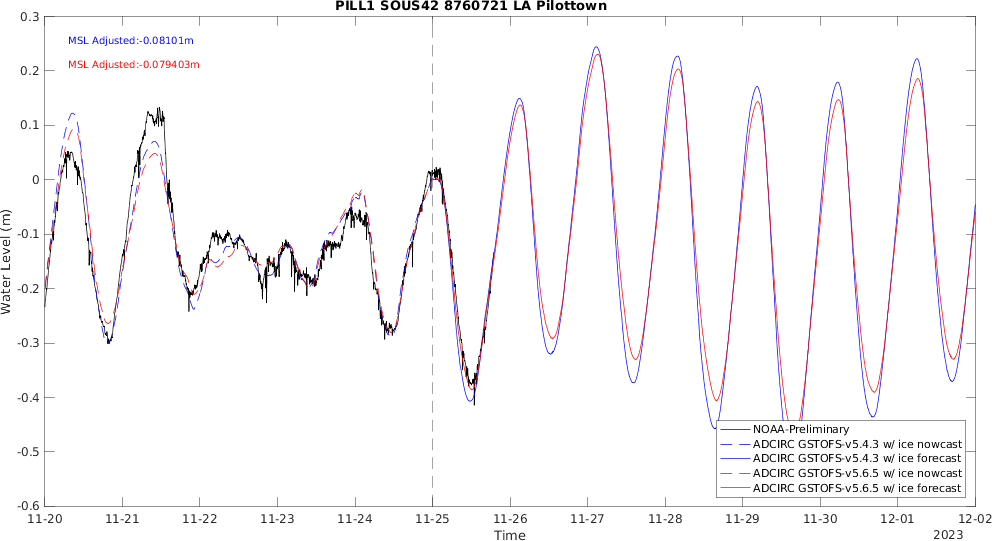 PILL1 SOUS42 8760721 LA Pilottown
MSL Adjusted:-0.08101m
MSL Adjusted:-0.079403m
Water Level (m)
0.3
0.2
0.1
0
-0.1
-0.2
-0.3
-0.4
-0.5
-0.6
NOAA-Preliminary
ADCIRC GSTOFS-v5.4.3 w/ ice nowcast
ADCIRC GSTOFS-v5.4.3 w/ ice forecast
ADCIRC GSTOFS-v5.6.5 w/ ice nowcast
ADCIRC GSTOFS-v5.6.5 w/ ice forecast
11-20 11-21 11-22 11-23 11-24 11-25 11-26 11-27 11-28 11-29 11-30 12-01 12-02
Time
2023